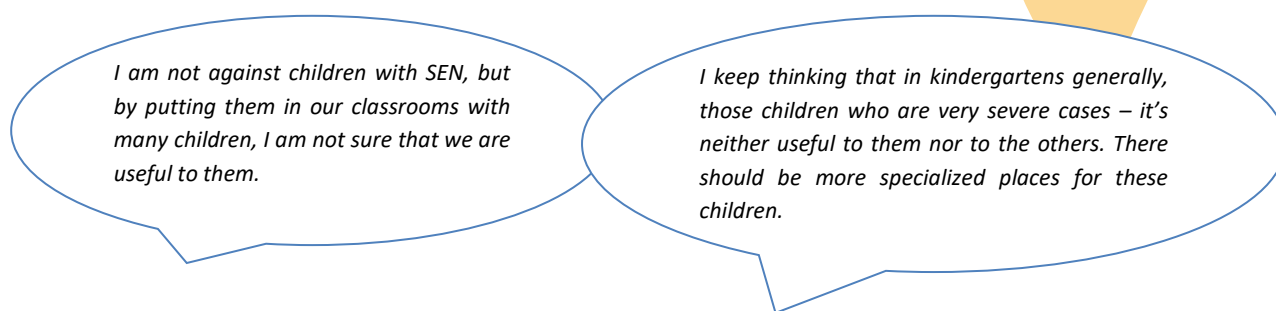 I am not against children with SEN, but
by putting them in our classrooms with
many children, I am not sure that we are
useful to them.
I keep thinking that in kindergartens generally,
those children who are very severe cases – it’s
neither useful to them nor to the others. There
should be more specialized places for these
children.